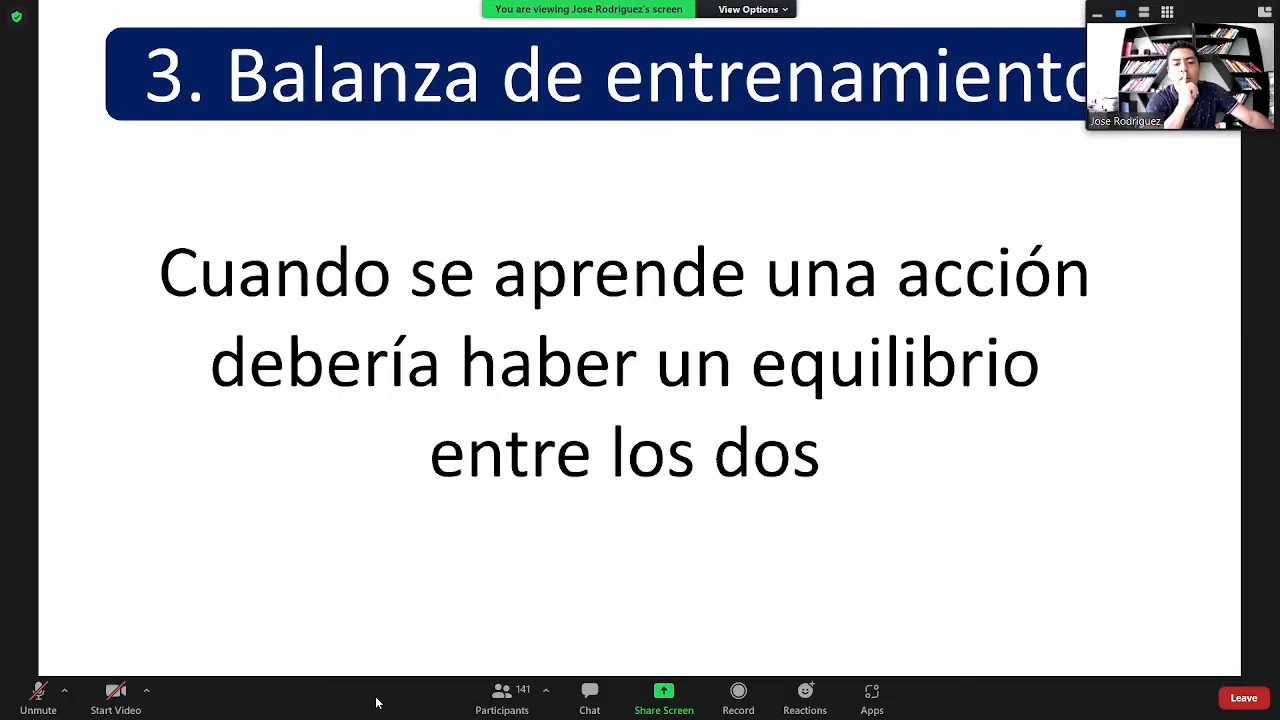 You are viewing Jose Rodriguez's screen
View Options
3. Balanza de entrenamiento
Jose Rodriguez
Cuando se aprende una acción
debería haber un equilibrio
entre los dos
Unmute
Start Video
141
Participants
Chat
Share Screen
Record
Reactions
Apps
Leave